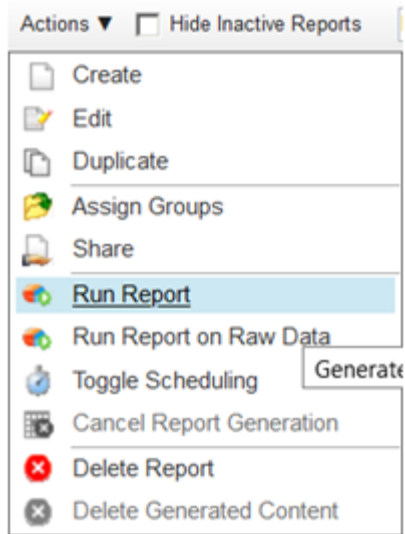 Actions ▼ Hide Inactive Reports
Create
Edit
Duplicate
Assign Groups
Share
Run Report
Run Report on Raw Data
Generate
Toggle Scheduling
Cancel Report Generation
Delete Report
Delete Generated Content